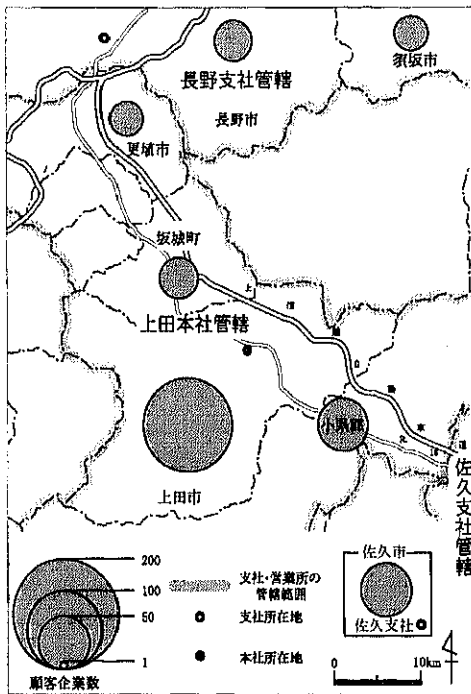 須坂市
長野支社管轄
長野市
更埴市
坂城町
上信越自動車道
上田本社管轄
小諸市
上田市
佐久支社管轄
200
100
50
1
顧客企業数
支社・営業所の
管轄範囲
支社所在地
本社所在地
佐久市
佐久支社
0
10km